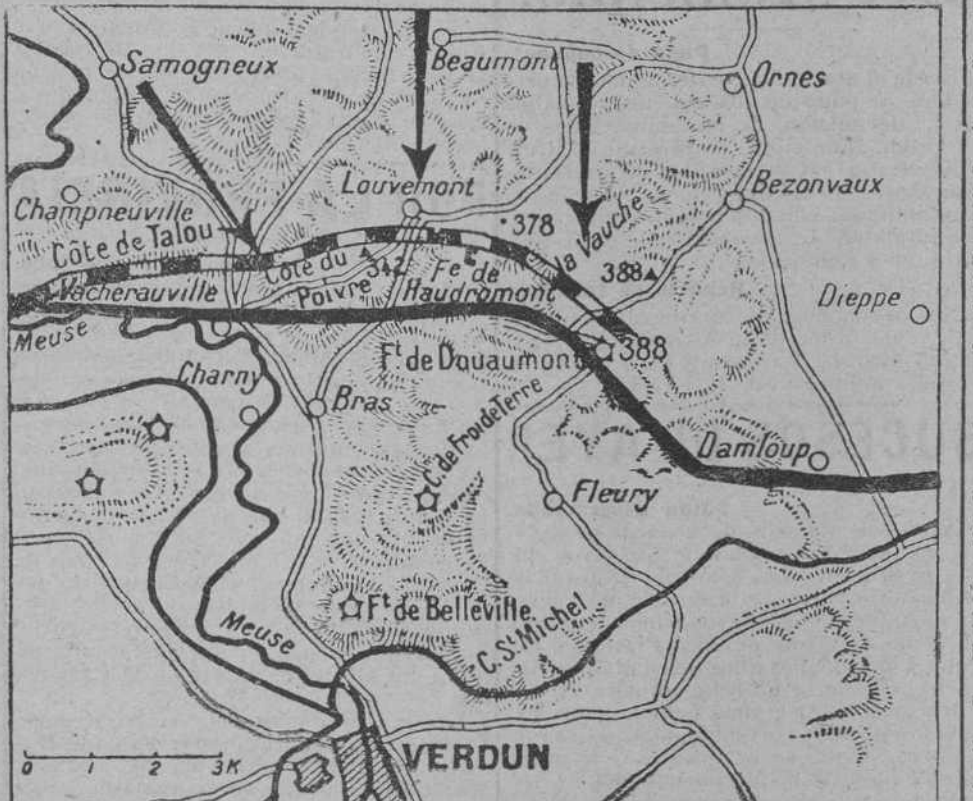 Samogneux
Beaumont
Ornes
Louvemont
Bezonvaux
Champneuville
Côte de Talou
378
la Vauche
388
Côte du
Poivre
342
Fe de
Haudromont
Vacherauville
Dieppe
Meuse
Ft de Douaumont
388
Charny
Bras
C. de Froide Terre
Damloup
Fleury
Ft de Belleville
Meuse
C. St Michel
VERDUN
0 1 2 3K